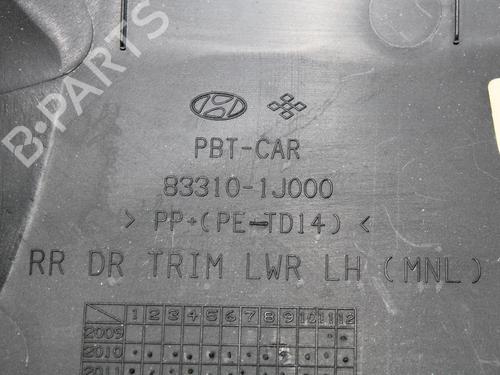 B-PARTS
PBT-CAR
83310-1J000
> PP+(PE-TD14) <
RR DR TRIM LWR LH (MNL)
1 2 3 4 5 6 7 8 9 10 11 12
2009
2010
2011